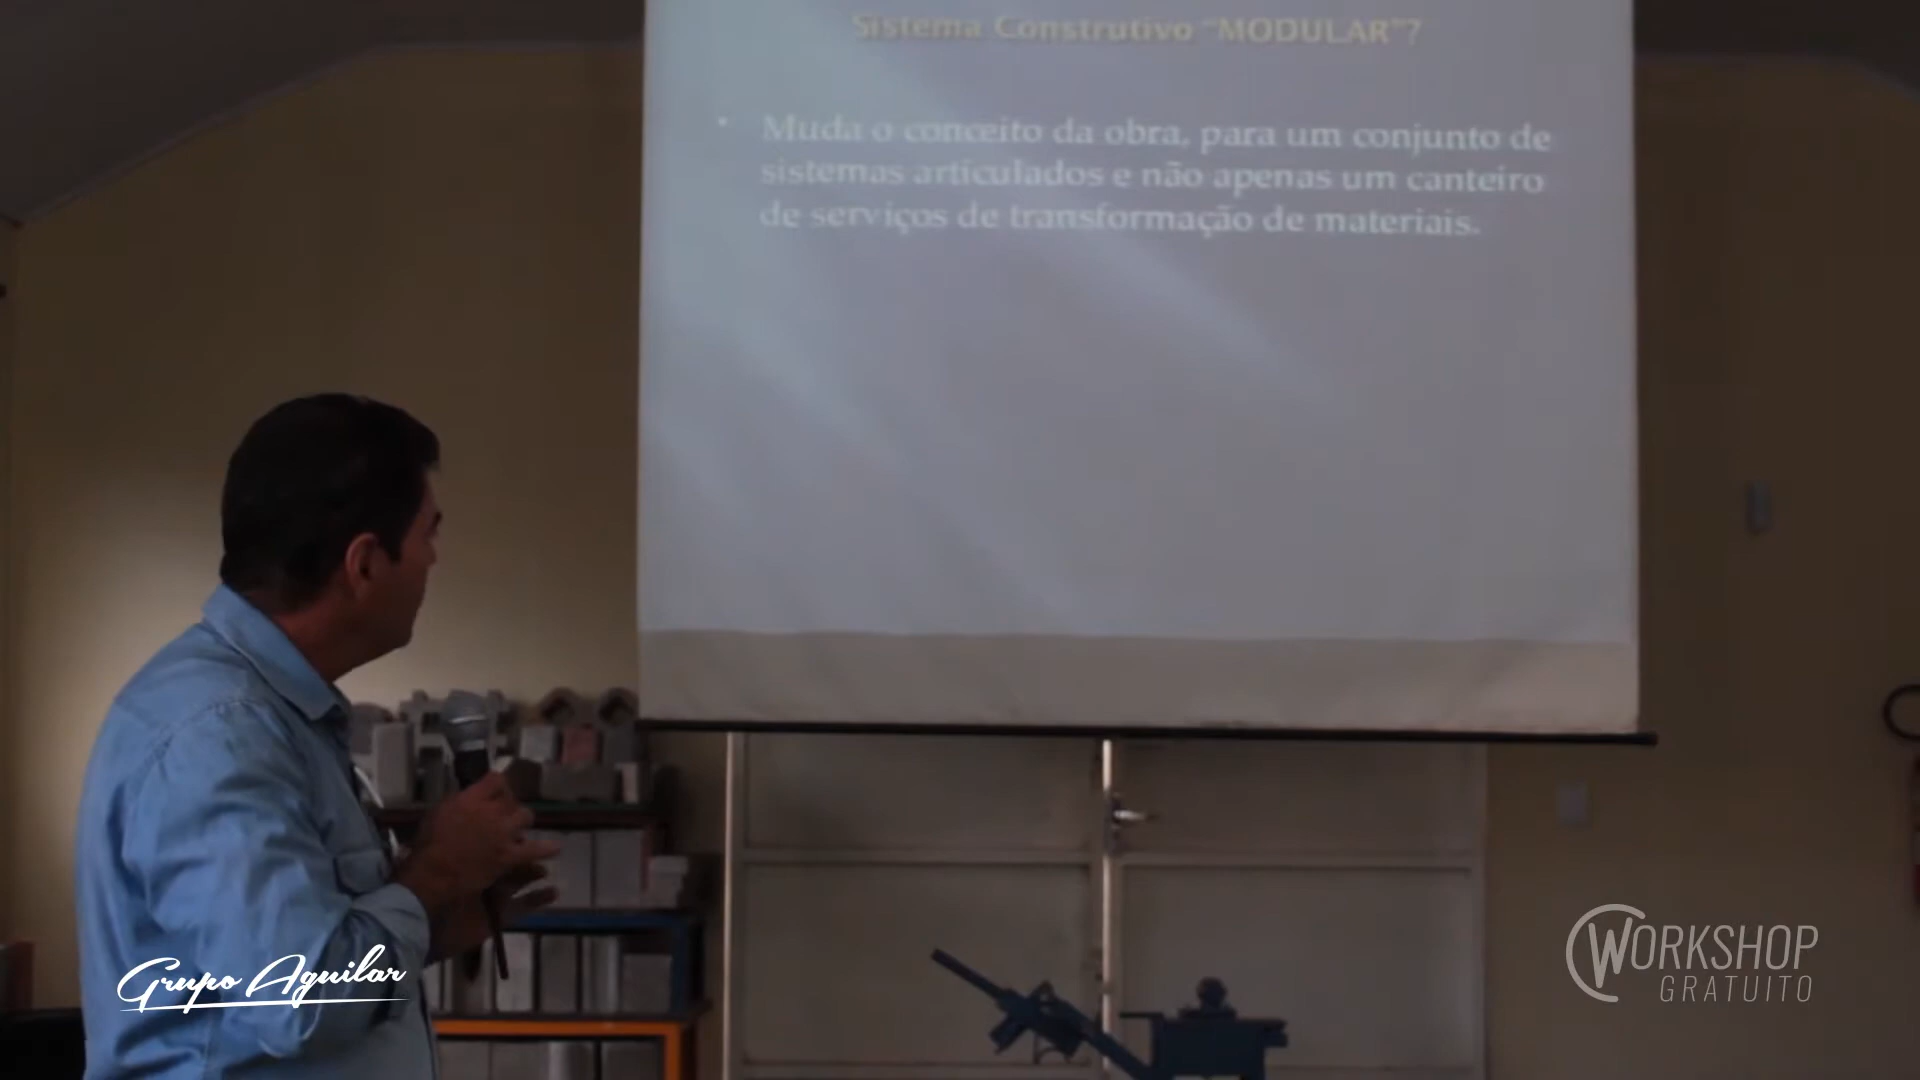 Sistema Construtivo "MODULAR"?
• Muda o conceito da obra, para um conjunto de
sistemas articulados e não apenas um canteiro
de serviços de transformação de materiais.
Grupo Aguilar
WORKSHOP
GRATUITO